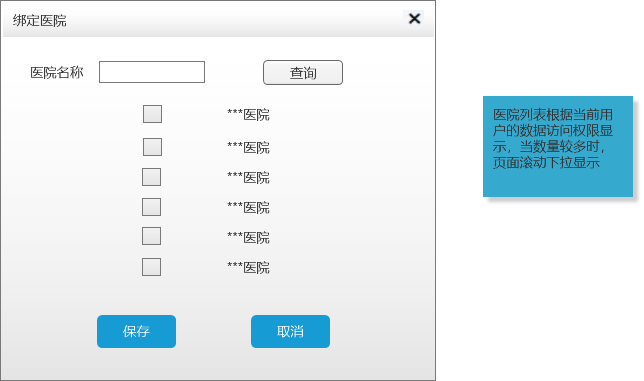 绑定医院
医院名称
查询
***医院
***医院
***医院
***医院
***医院
***医院
保存
取消
医院列表根据当前用
户的数据访问权限显
示，当数量较多时，
页面滚动下拉显示